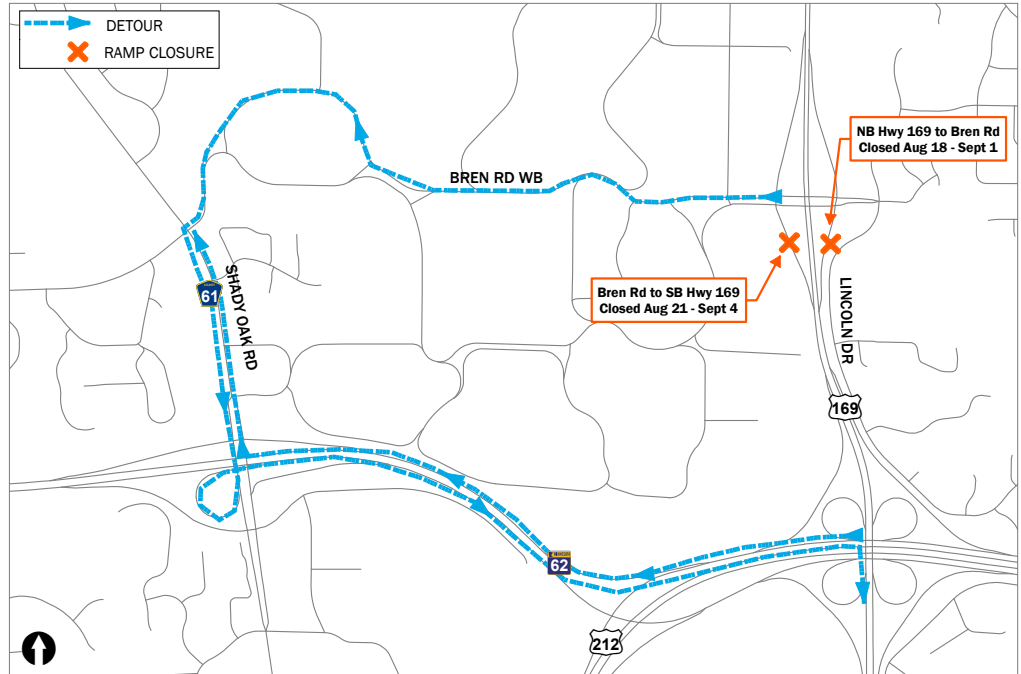 DETOUR
RAMP CLOSURE
NB Hwy 169 to Bren Rd
Closed Aug 18 - Sept 1
BREN RD WB
Bren Rd to SB Hwy 169
Closed Aug 21 - Sept 4
SHADY OAK RD
61
LINCOLN DR
169
62
212